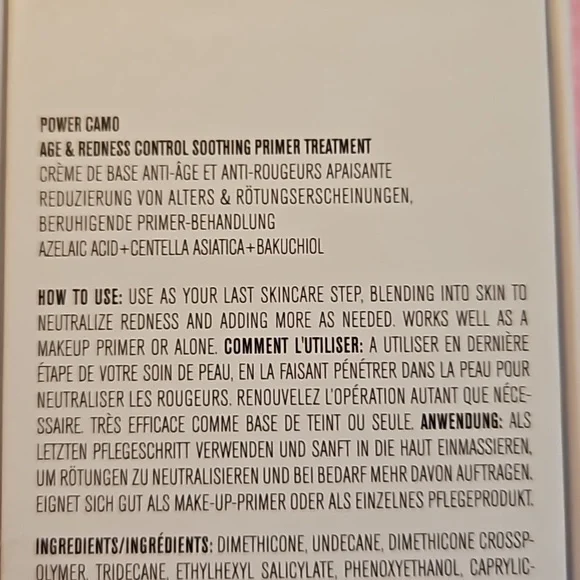 POWER CAMO
AGE & REDNESS CONTROL SOOTHING PRIMER TREATMENT
CRÈME DE BASE ANTI-ÂGE ET ANTI-ROUGEURS APAISANTE
REDUZIERUNG VON ALTERS & RÖTUNGSERSCHEINUNGEN,
BERUHIGENDE PRIMER-BEHANDLUNG
AZELAIC ACID+CENTELLA ASIATICA+BAKUCHIOL
HOW TO USE: USE AS YOUR LAST SKINCARE STEP, BLENDING INTO SKIN TO
NEUTRALIZE REDNESS AND ADDING MORE AS NEEDED. WORKS WELL AS A
MAKEUP PRIMER OR ALONE. COMMENT L'UTILISER: A UTILISER EN DERNIÈRE
ÉTAPE DE VOTRE SOIN DE PEAU, EN LA FAISANT PÉNÉTRER DANS LA PEAU POUR
NEUTRALISER LES ROUGEURS. RENOUVELEZ L'OPÉRATION AUTANT QUE NÉCE-
SSAIRE. TRÈS EFFICACE COMME BASE DE TEINT OU SEULE. ANWENDUNG: ALS
LETZTEN PFLEGESCHRITT VERWENDEN UND SANFT IN DIE HAUT EINMASSIEREN,
UM RÖTUNGEN ZU NEUTRALISIEREN UND BEI BEDARF MEHR DAVON AUFTRAGEN.
EIGNET SICH GUT ALS MAKE-UP-PRIMER ODER ALS EINZELNES PFLEGEPRODUKT.
INGREDIENTS/INGRÉDIENTS: DIMETHICONE, UNDECANE, DIMETHICONE CROSSP-
OLYMER, TRIDECANE, ETHYLHEXYL SALICYLATE, PHENOXYETHANOL, CAPRYLIC-